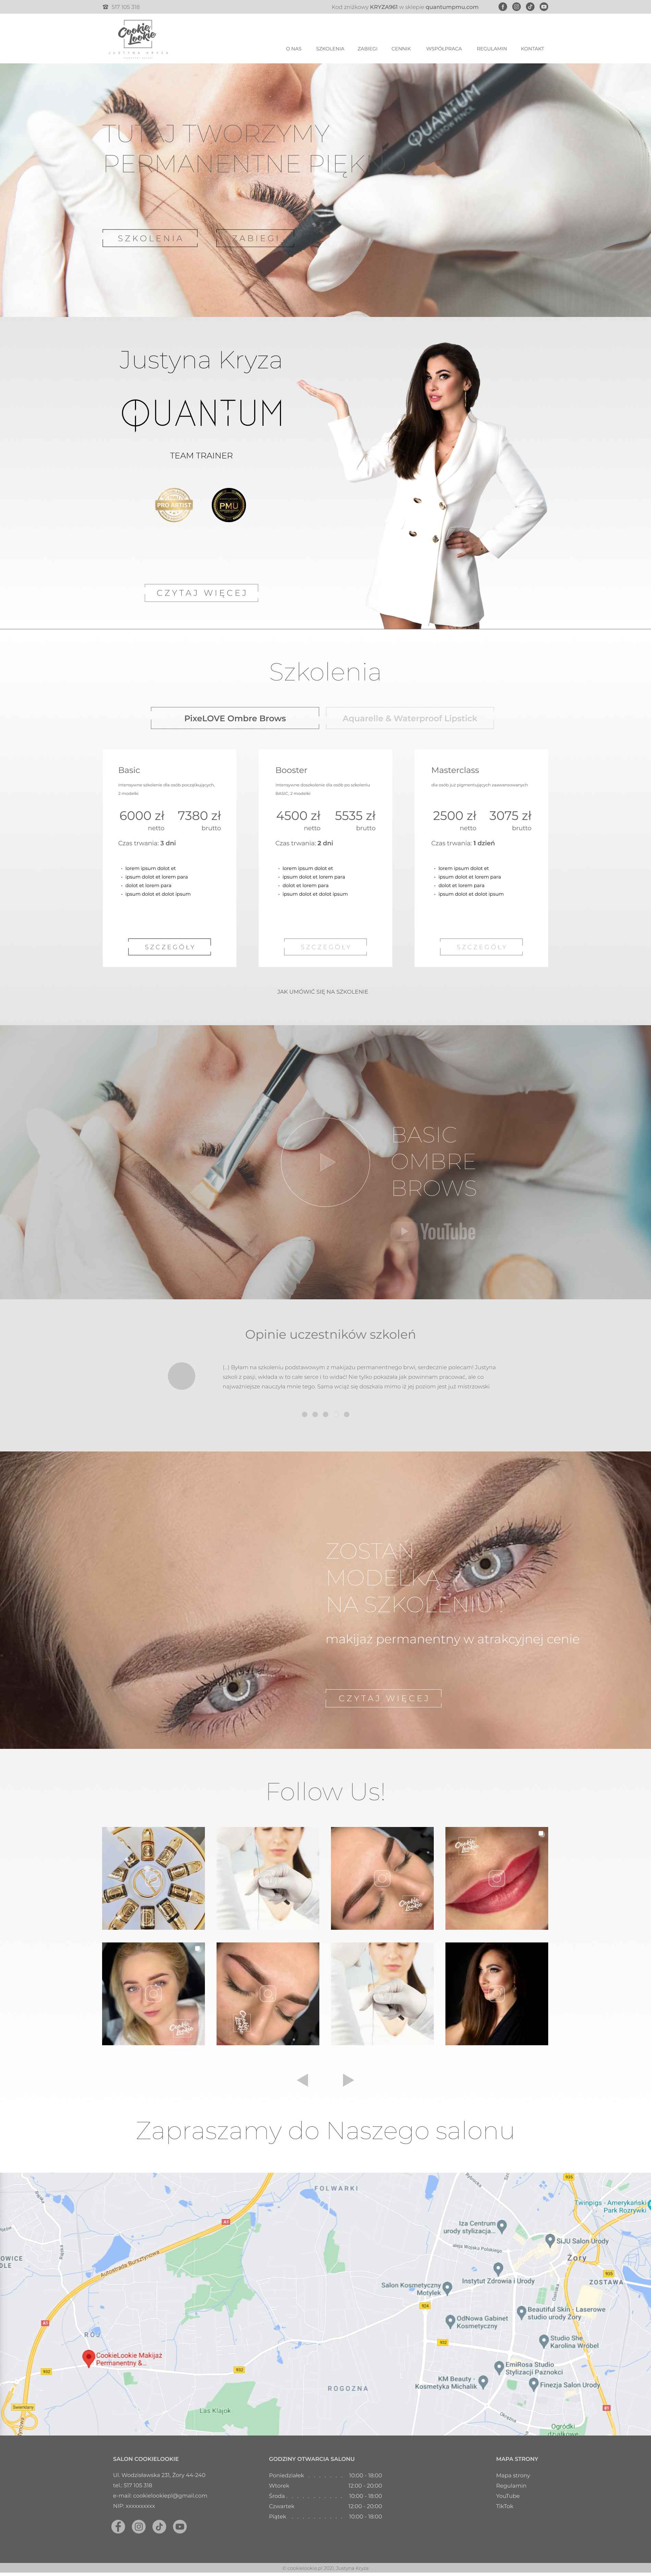 517 105 318
Kod zniżkowy KRYZA961 w sklepie quantumpmu.com
Cookie
Lookie
JUSTYNA KRYZA
O NAS SZKOLENIA ZABIEGI CENNIK WSPÓŁPRACA REGULAMIN KONTAKT
TUTAJ TWORZYMY
PERMANENTNE PIĘKNO
QUANTUM
EYEBROW PENCIL
SZKOLENIA ZABIEGI
Justyna Kryza
QUANTUM
TEAM TRAINER
PRO ARTIST PMU
CZYTAJ WIĘCEJ
Szkolenia
PixeLOVE Ombre Brows Aquarelle & Waterproof Lipstick
Basic
Intensywne szkolenie dla osób początkujących,
2 modelki
6000 zł 7380 zł
netto brutto
Czas trwania: 3 dni
- lorem ipsum dolot et
- ipsum dolot et lorem para
- dolot et lorem para
- ipsum dolot et dolot ipsum
SZCZEGÓŁY
Booster
Intensywne doszkolenie dla osób po szkoleniu
BASIC, 2 modelki
4500 zł 5535 zł
netto brutto
Czas trwania: 2 dni
- lorem ipsum dolot et
- ipsum dolot et lorem para
- dolot et lorem para
- ipsum dolot et dolot ipsum
SZCZEGÓŁY
Masterclass
dla osób już pigmentujących zaawansowanych
2500 zł 3075 zł
netto brutto
Czas trwania: 1 dzień
- lorem ipsum dolot et
- ipsum dolot et lorem para
- dolot et lorem para
- ipsum dolot et dolot ipsum
SZCZEGÓŁY
JAK UMÓWIĆ SIĘ NA SZKOLENIE
BASIC
OMBRE
BROWS
YouTube
Opinie uczestników szkoleń
(...) Byłam na szkoleniu podstawowym z makijażu permanentnego brwi, serdecznie polecam! Justyna
szkoli z pasji, wkłada w to całe serce i to widać! Nie tylko pokazała jak powinnam pracować, ale co
najważniejsze nauczyła mnie tego. Sama wciąż się doszkala mimo iż jej poziom jest już mistrzowski
ZOSTAŃ
MODELKĄ
NA SZKOLENIU !
makijaż permanentny w atrakcyjnej cenie
CZYTAJ WIĘCEJ
Follow Us!
Cookie
Lookie
Cookie
Lookie
Cookie
Lookie
Zapraszamy do Naszego salonu
FOLWARKI
Twinpigs - Amerykański
Park Rozrywki
Iza Centrum
urody stylizacja...
SiJU Salon Urody
Aleja Wojska Polskiego
Żory
Instytut Zdrowia i Urody
ZOSTAWA
Salon Kosmetyczny
Motylek
Autostrada Bursztynowa
Beautiful Skin - Laserowe
studio urody Żory
OdNowa Gabinet
Kosmetyczny
Studio She
Karolina Wróbel
ROJ
CookieLookie Makijaż
Permanentny &...
EmiRosa Studio
Stylizacji Paznokci
KM Beauty -
Kosmetyka Michalik
Finezja Salon Urody
ROGOZNA
Las Klajok
Ogródki
działkowe
SALON COOKIELOOKIE
Ul. Wodzisławska 231, Żory 44-240
tel.: 517 105 318
e-mail: cookielookiepl@gmail.com
NIP: xxxxxxxxxx
GODZINY OTWARCIA SALONU
Poniedziałek 10:00 - 18:00
Wtorek 12:00 - 20:00
Środa 10:00 - 18:00
Czwartek 12:00 - 20:00
Piątek 10:00 - 18:00
MAPA STRONY
Mapa strony
Regulamin
YouTube
TikTok
© cookielookie.pl 2021, Justyna Kryza